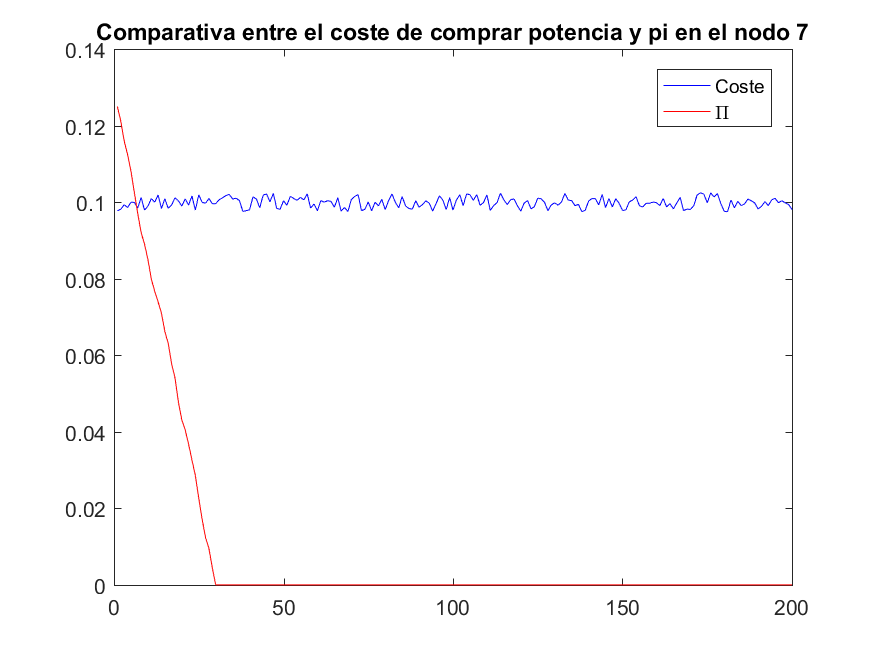 Comparativa entre el coste de comprar potencia y pi en el nodo 7
0.14
0.12
0.1
0.08
0.06
0.04
0.02
0
Coste
Π
0 50 100 150 200